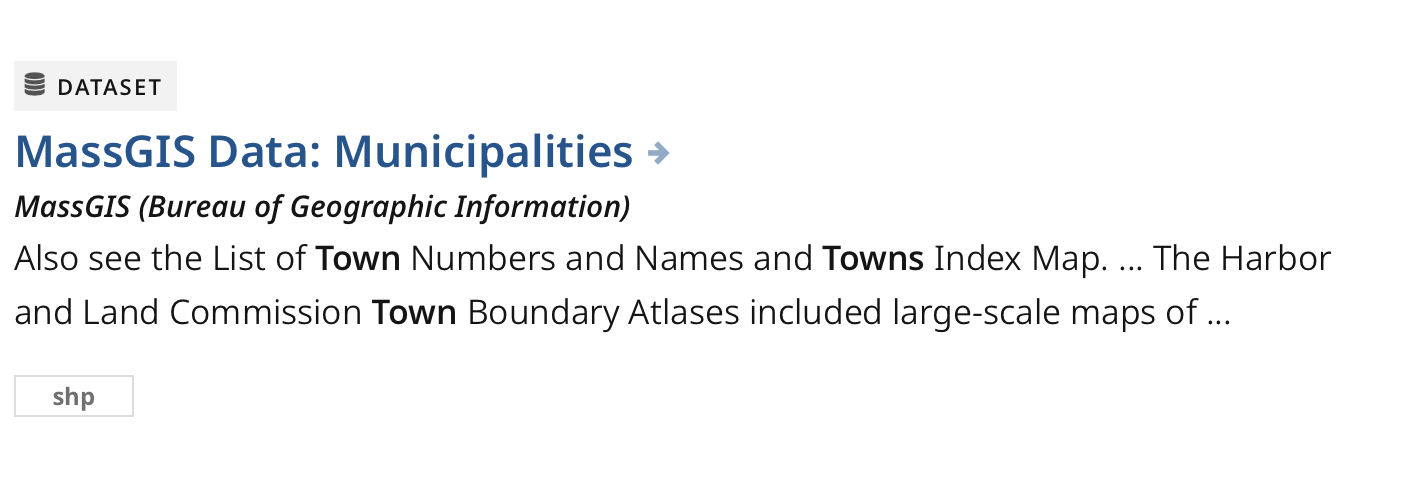 DATASET
MassGIS Data: Municipalities →
MassGIS (Bureau of Geographic Information)
Also see the List of Town Numbers and Names and Towns Index Map. ... The Harbor
and Land Commission Town Boundary Atlases included large-scale maps of ...
shp